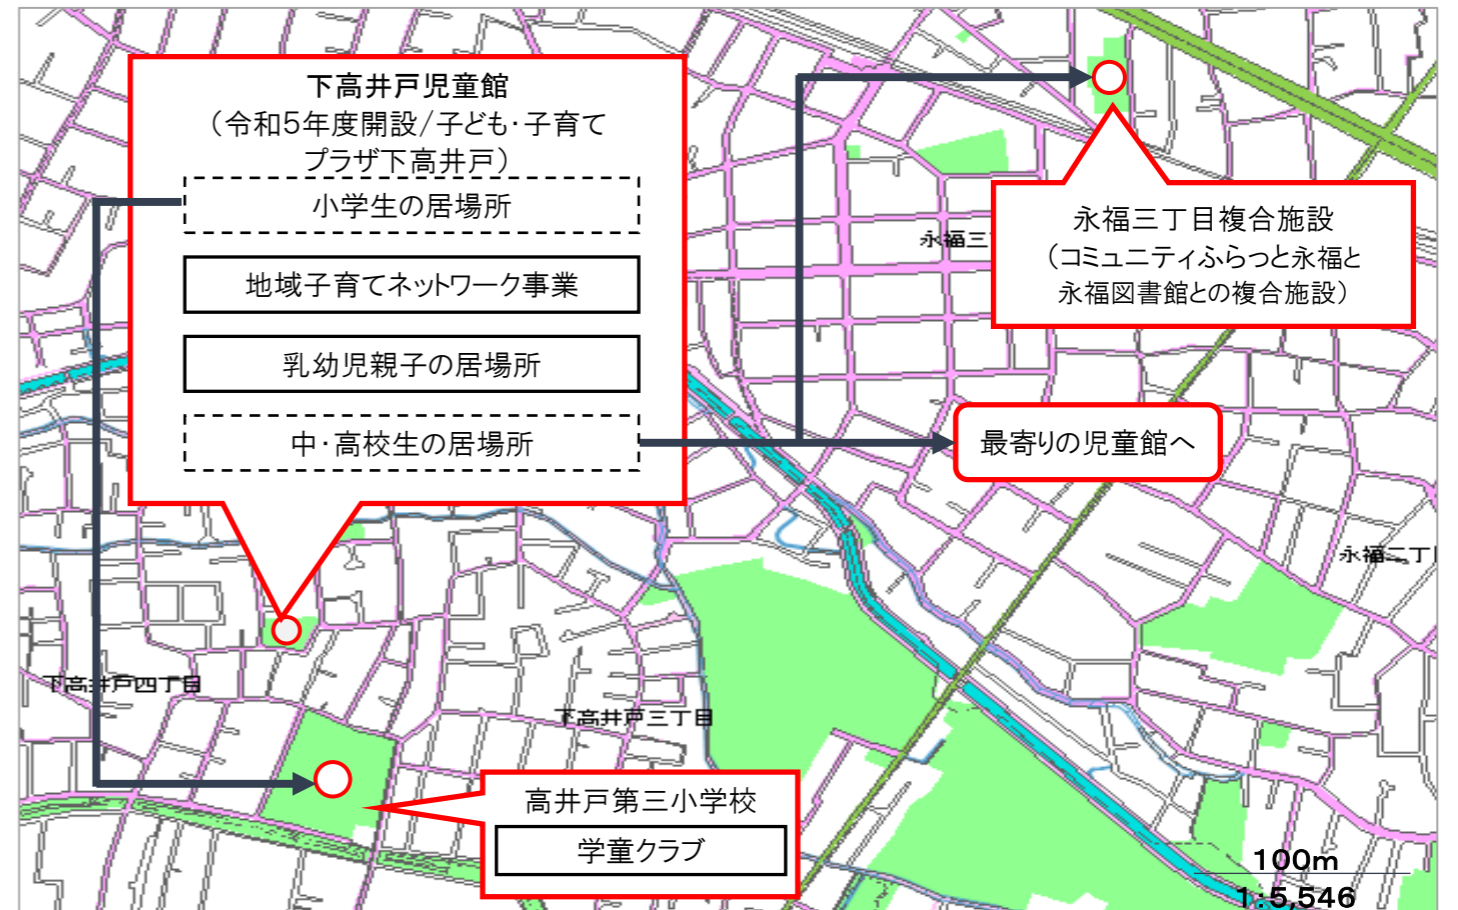 下高井戸児童館
（令和5年度開設/子ども･子育て
プラザ下高井戸）
小学生の居場所
地域子育てネットワーク事業
乳幼児親子の居場所
中･高校生の居場所
永福三丁目複合施設
（コミュニティふらっと永福と
永福図書館との複合施設）
永福三
最寄りの児童館へ
永福二丁
下高井戸四丁目
下高井戸三丁目
高井戸第三小学校
学童クラブ
100m
1:5,546